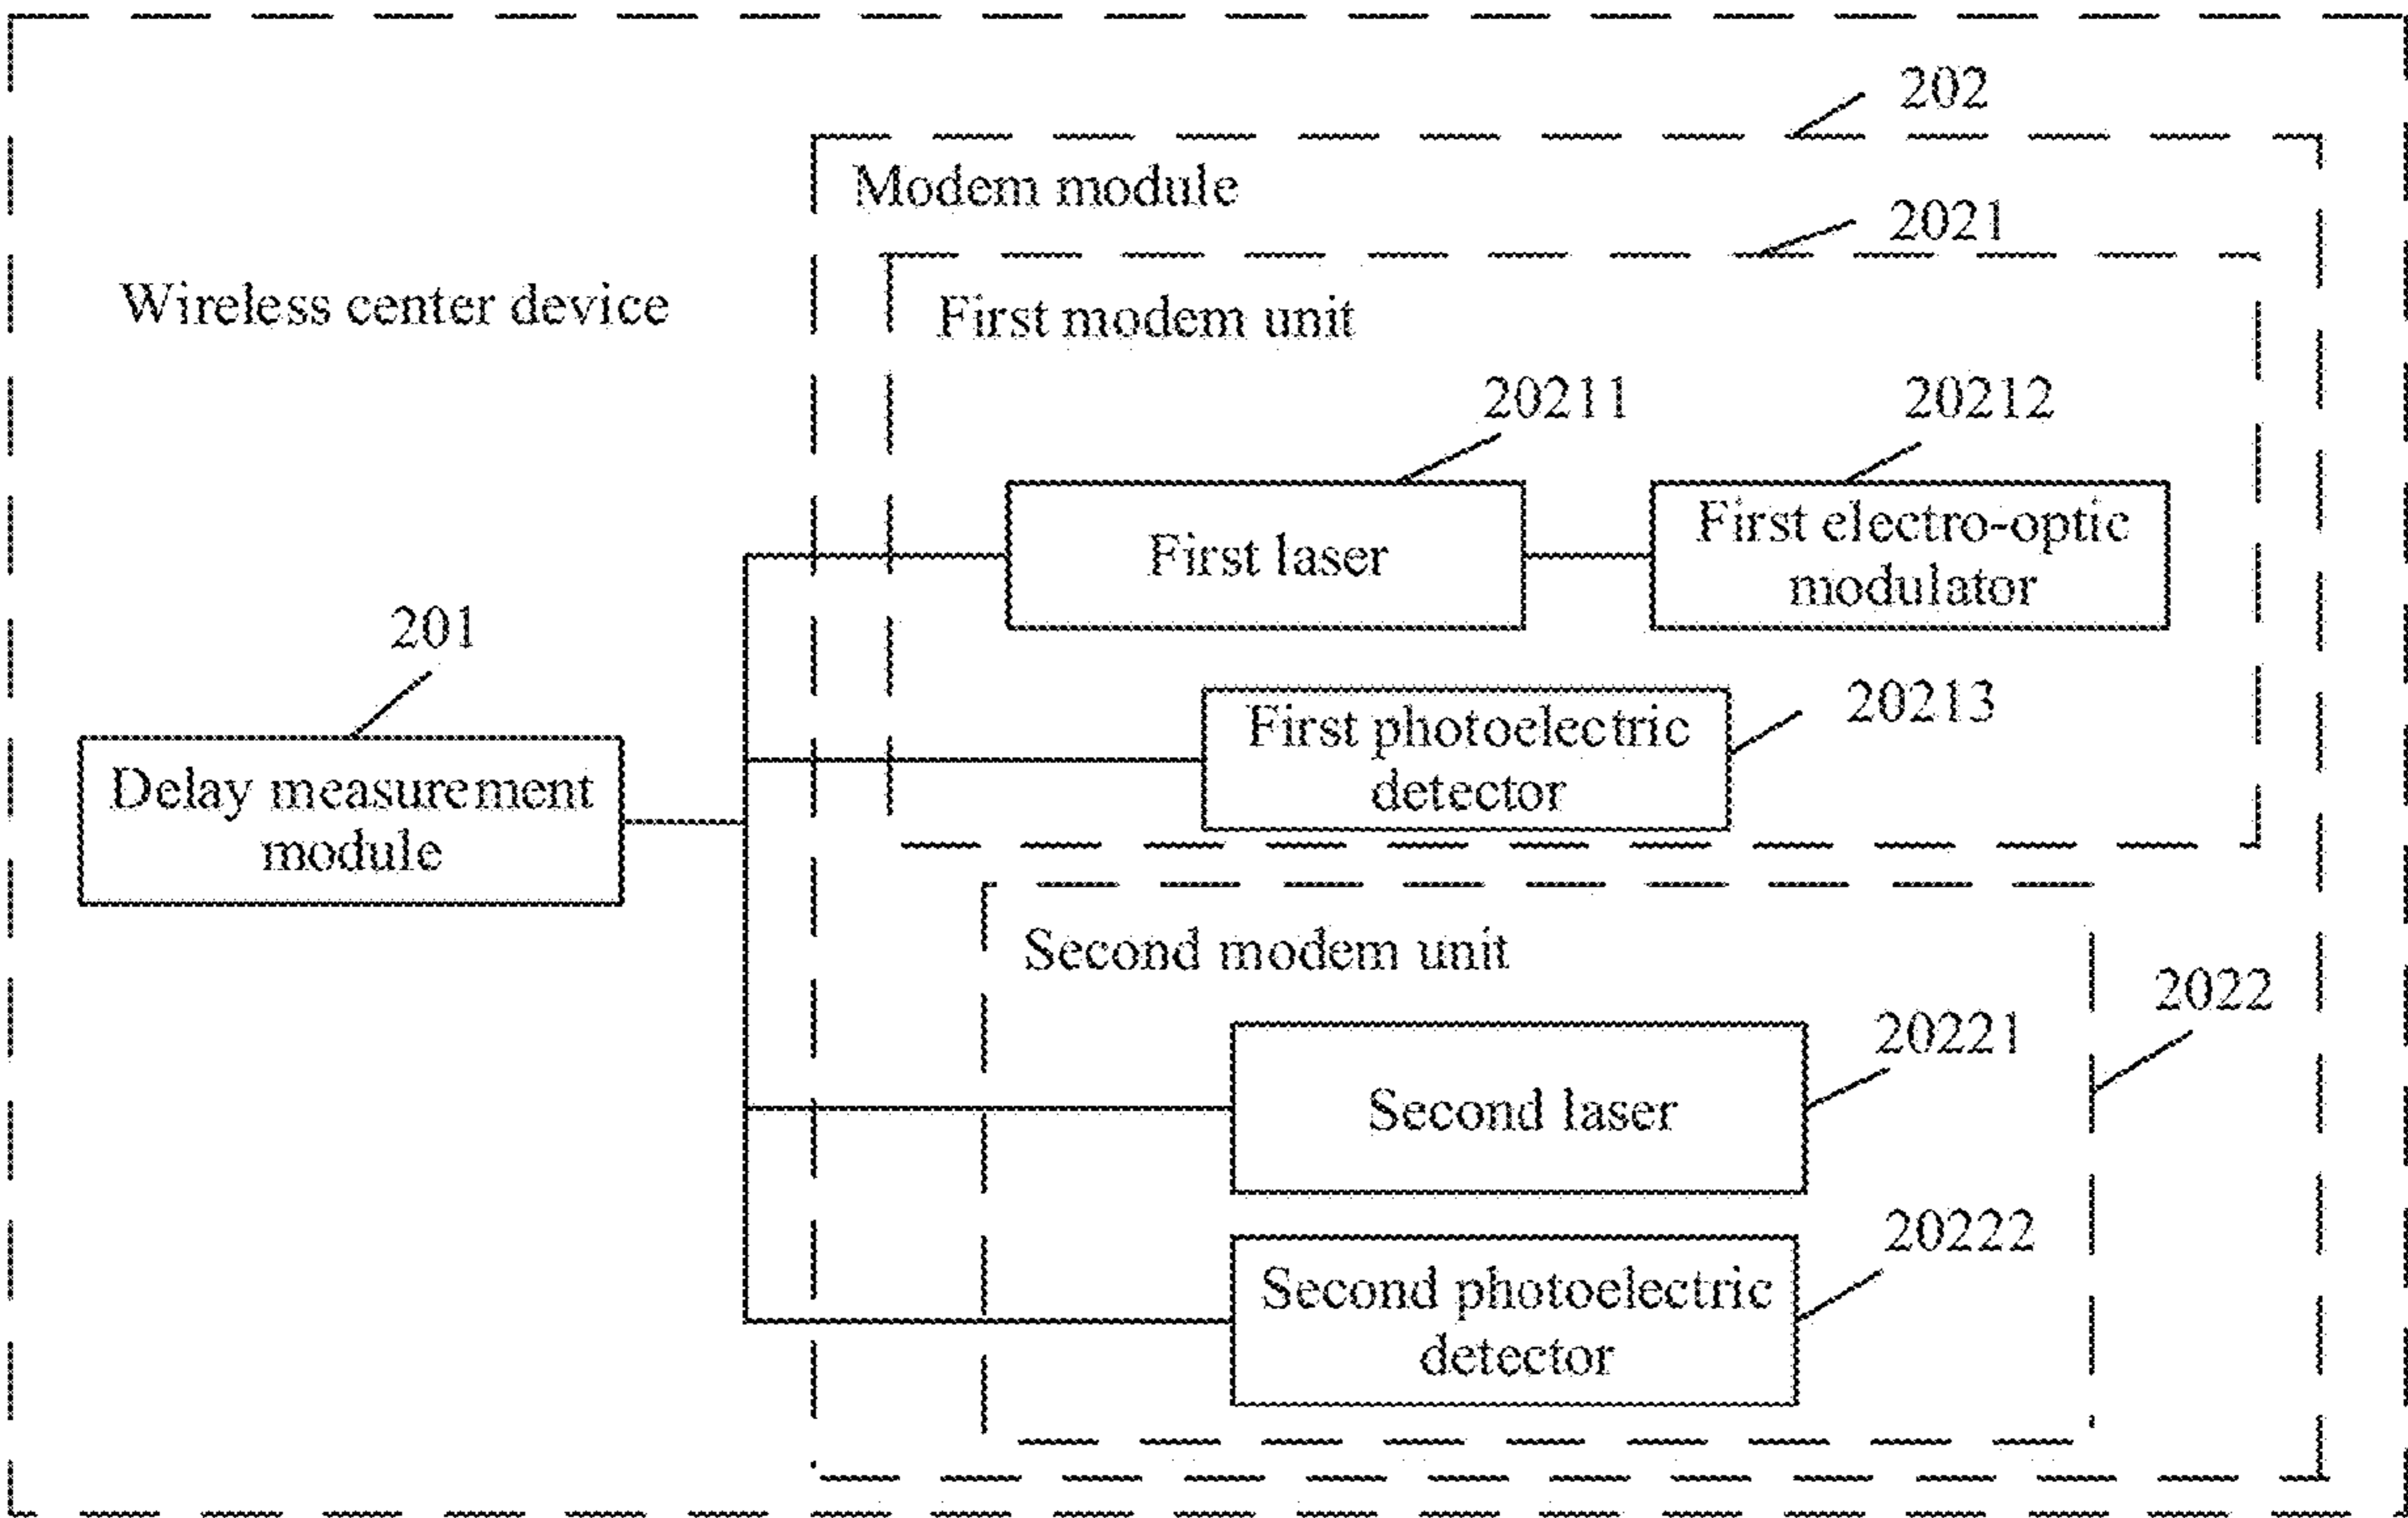 202
Modem module
2021
Wireless center device
First modem unit
20211
20212
First laser
First electro-optic
modulator
201
20213
First photoelectric
detector
Delay measurement
module
Second modem unit
2022
20221
Second laser
20222
Second photoelectric
detector